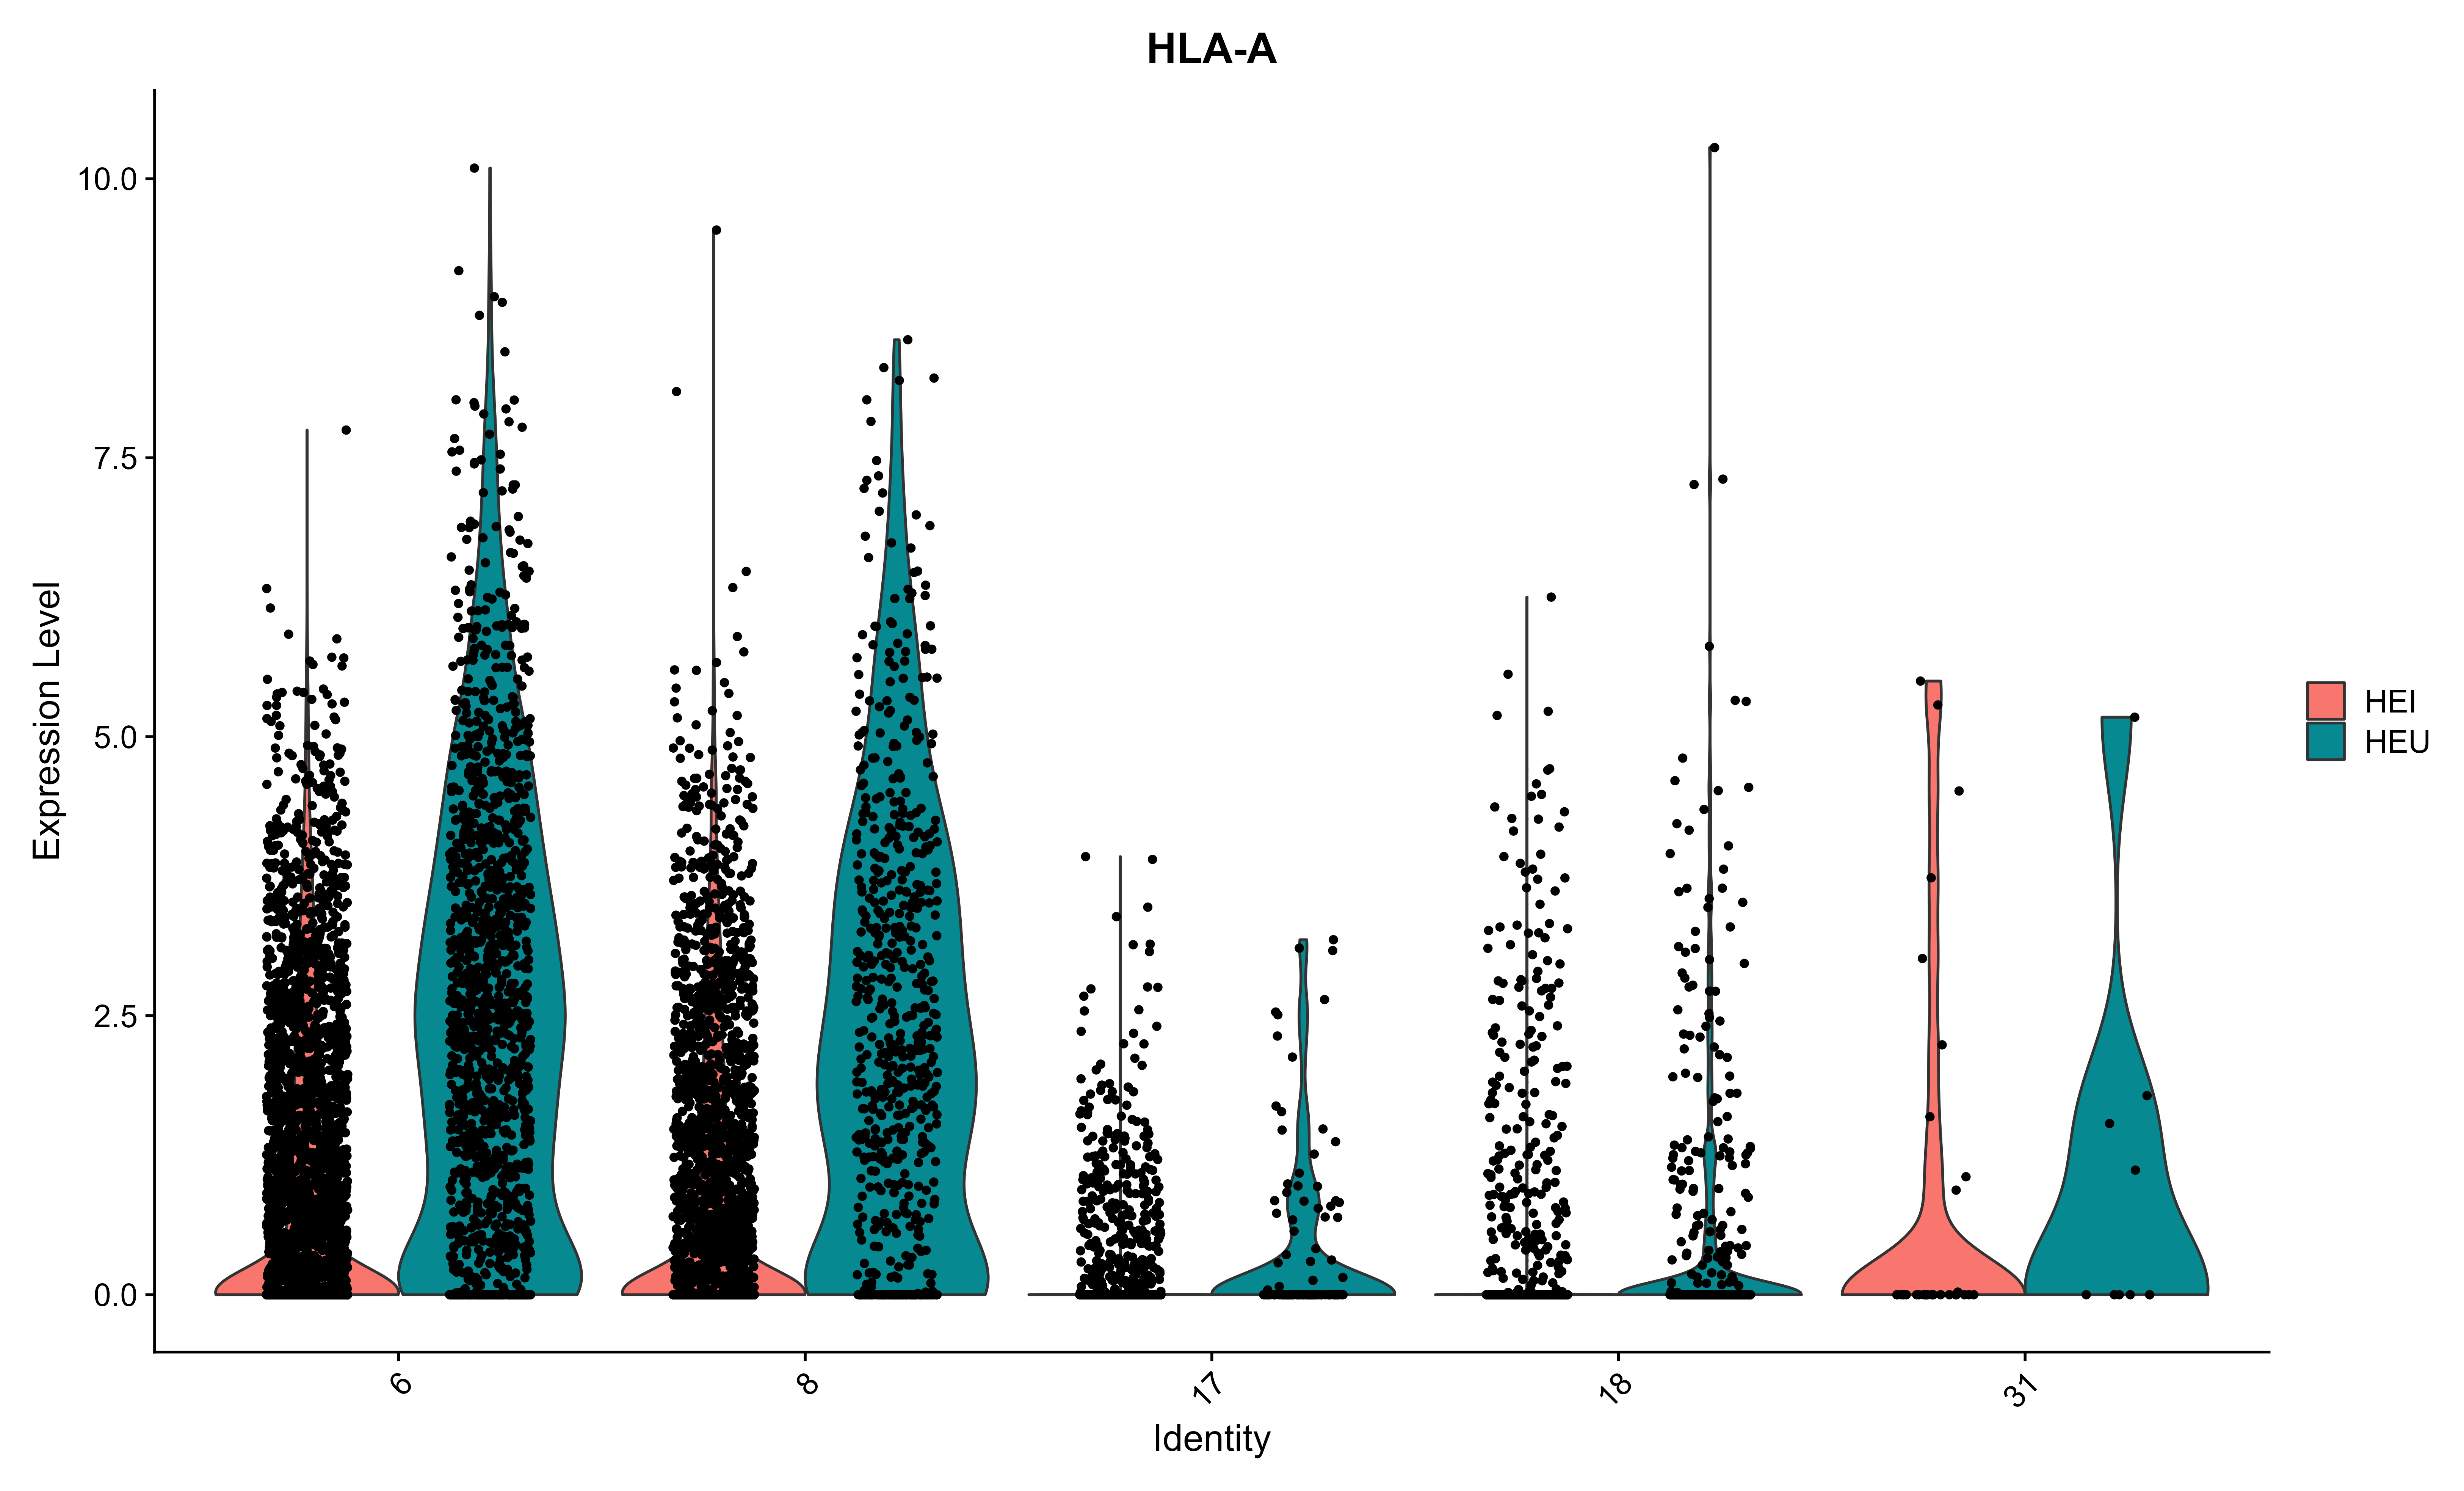 HLA-A
Expression Level
10.0
7.5
5.0
2.5
0.0
6
8
17
18
31
Identity
HEI
HEU